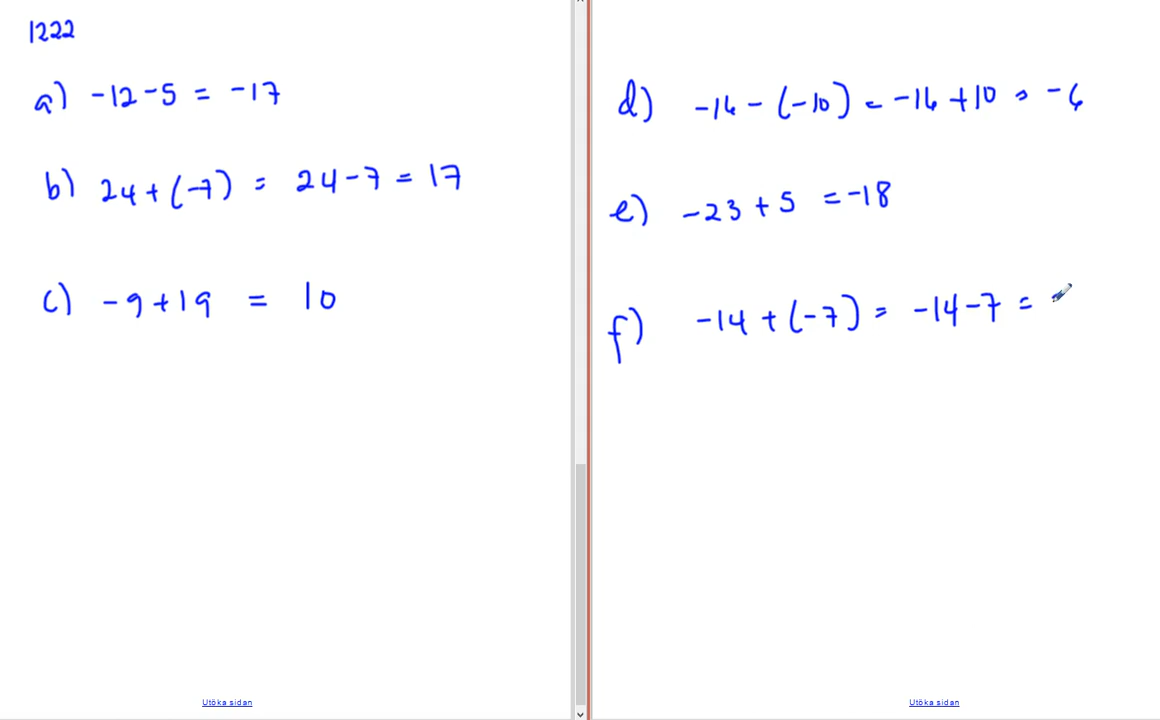 1222
a) -12-5 = -17
b) 24+(-7) = 24-7 = 17
c) -9+19 = 10
d) -16-(-10) = -16+10 = -6
e) -23+5 = -18
f) -14+(-7) = -14-7 =
Utöka sidan
Utöka sidan